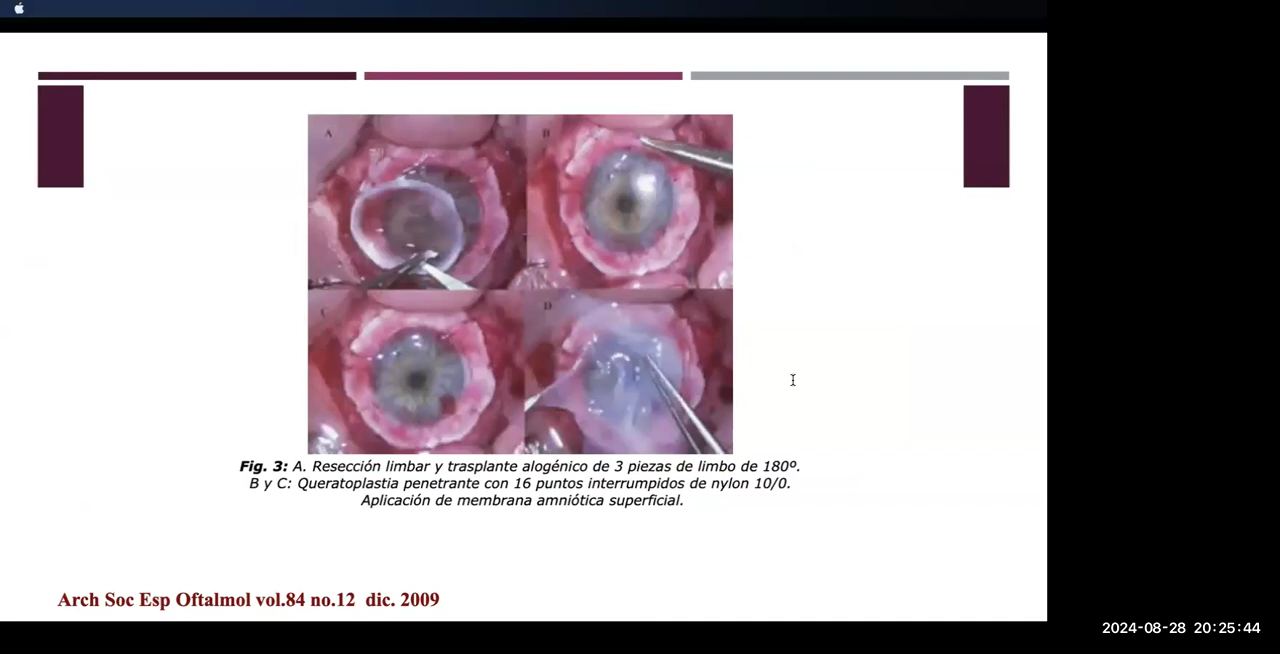 A
B
C
D
Fig. 3: A. Resección limbar y trasplante alogénico de 3 piezas de limbo de 180º.
B y C: Queratoplastia penetrante con 16 puntos interrumpidos de nylon 10/0.
Aplicación de membrana amniótica superficial.
Arch Soc Esp Oftalmol vol.84 no.12 dic. 2009
2024-08-28 20:25:44